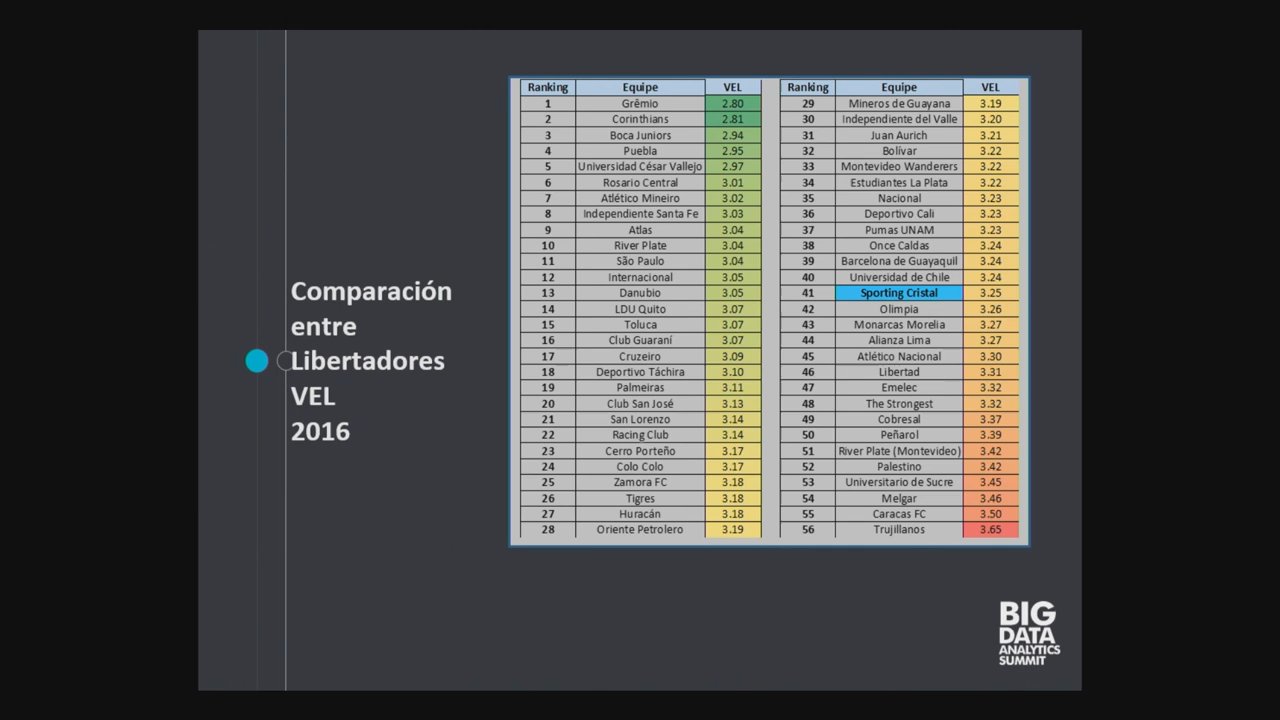 Comparación
entre
Libertadores
VEL
2016
Ranking Equipe VEL
1 Grêmio 2.80
2 Corinthians 2.81
3 Boca Juniors 2.94
4 Puebla 2.95
5 Universidad César Vallejo 2.97
6 Rosario Central 3.01
7 Atlético Mineiro 3.02
8 Independiente Santa Fe 3.03
9 Atlas 3.04
10 River Plate 3.04
11 São Paulo 3.04
12 Internacional 3.05
13 Danubio 3.05
14 LDU Quito 3.07
15 Toluca 3.07
16 Club Guaraní 3.07
17 Cruzeiro 3.09
18 Deportivo Táchira 3.10
19 Palmeiras 3.11
20 Club San José 3.13
21 San Lorenzo 3.14
22 Racing Club 3.14
23 Cerro Porteño 3.17
24 Colo Colo 3.17
25 Zamora FC 3.18
26 Tigres 3.18
27 Huracán 3.18
28 Oriente Petrolero 3.19
Ranking Equipe VEL
29 Mineros de Guayana 3.19
30 Independiente del Valle 3.20
31 Juan Aurich 3.21
32 Bolívar 3.22
33 Montevideo Wanderers 3.22
34 Estudiantes La Plata 3.22
35 Nacional 3.23
36 Deportivo Cali 3.23
37 Pumas UNAM 3.23
38 Once Caldas 3.24
39 Barcelona de Guayaquil 3.24
40 Universidad de Chile 3.24
41 Sporting Cristal 3.25
42 Olimpia 3.26
43 Monarcas Morelia 3.27
44 Alianza Lima 3.27
45 Atlético Nacional 3.30
46 Libertad 3.31
47 Emelec 3.32
48 The Strongest 3.32
49 Cobresal 3.37
50 Peñarol 3.39
51 River Plate (Montevideo) 3.42
52 Palestino 3.42
53 Universitario de Sucre 3.45
54 Melgar 3.46
55 Caracas FC 3.50
56 Trujillanos 3.65
BIG
DATA
ANALYTICS
SUMMIT